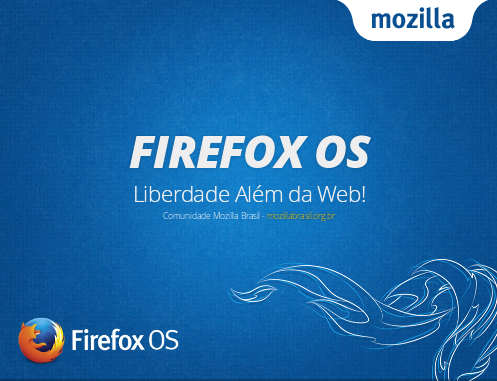 mozilla
FIREFOX OS
Liberdade Além da Web!
Comunidade Mozilla Brasil - mozillabrasil.org.br
Firefox OS